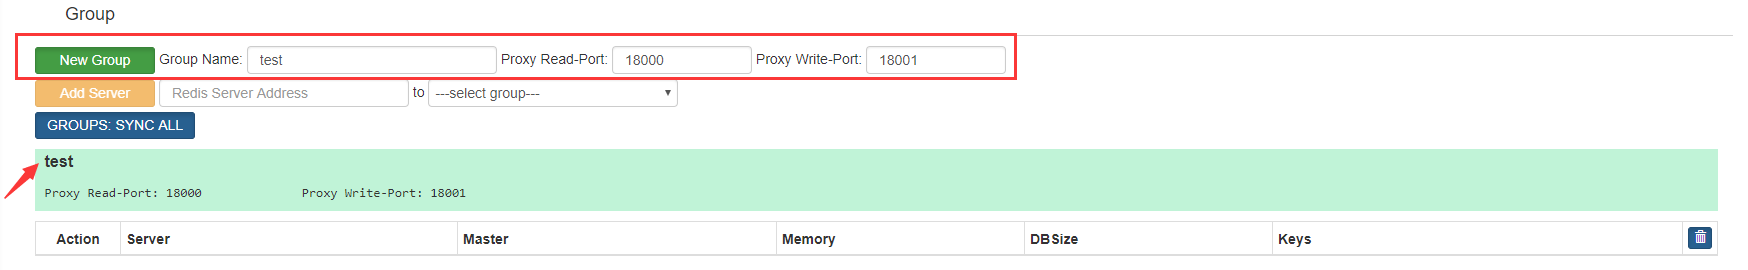 Group
New Group Group Name: test Proxy Read-Port: 18000 Proxy Write-Port: 18001
Add Server Redis Server Address to ---select group---
GROUPS: SYNC ALL
test
Proxy Read-Port: 18000 Proxy Write-Port: 18001
Action Server Master Memory DBSize Keys